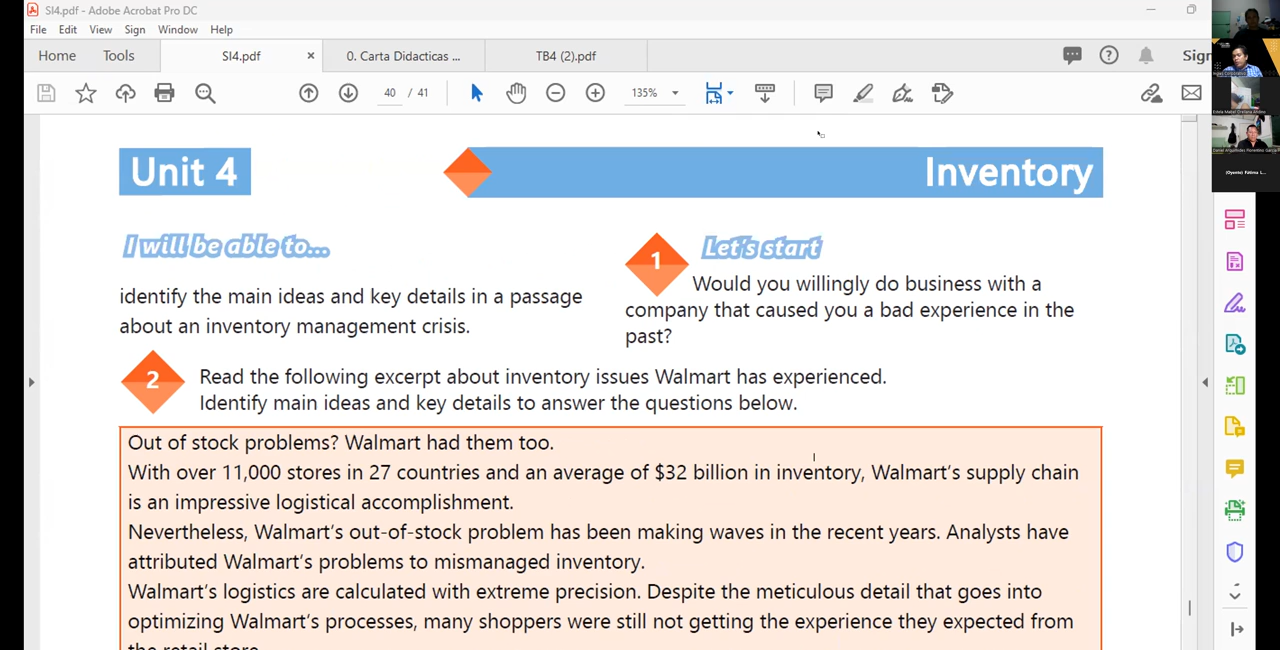 SI4.pdf - Adobe Acrobat Pro DC
File Edit View Sign Window Help
Home Tools SI4.pdf × 0. Carta Didacticas ... TB4 (2).pdf Sign
40 / 41 135%
Unit 4 Inventory
I will be able to...
identify the main ideas and key details in a passage
about an inventory management crisis.
1 Let's start
Would you willingly do business with a
company that caused you a bad experience in the
past?
2 Read the following excerpt about inventory issues Walmart has experienced.
Identify main ideas and key details to answer the questions below.
Out of stock problems? Walmart had them too.
With over 11,000 stores in 27 countries and an average of $32 billion in inventory, Walmart's supply chain
is an impressive logistical accomplishment.
Nevertheless, Walmart's out-of-stock problem has been making waves in the recent years. Analysts have
attributed Walmart's problems to mismanaged inventory.
Walmart's logistics are calculated with extreme precision. Despite the meticulous detail that goes into
optimizing Walmart's processes, many shoppers were still not getting the experience they expected from
the retail store.